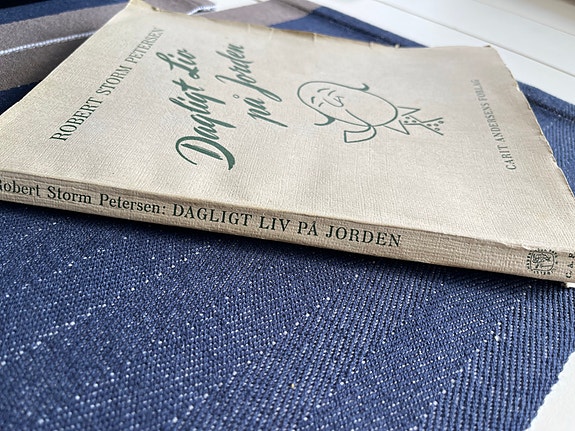 ROBERT STORM PETERSEN
Dagligt Liv
på Jorden
CARIT ANDERSENS FORLAG
Robert Storm Petersen: DAGLIGT LIV PÅ JORDEN